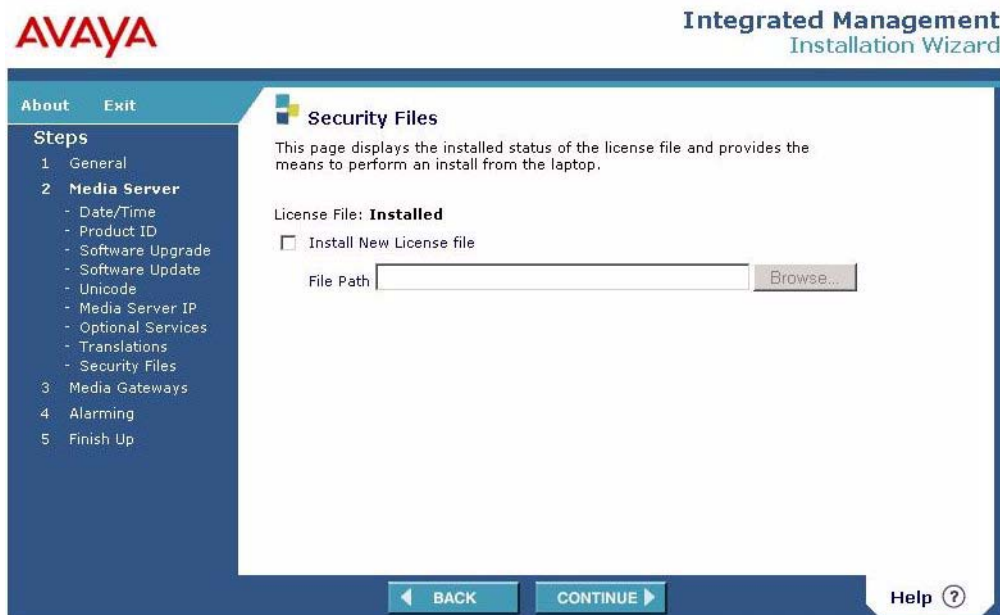 AVAYA
Integrated Management
Installation Wizard
About Exit
Steps
1 General
2 Media Server
- Date/Time
- Product ID
- Software Upgrade
- Software Update
- Unicode
- Media Server IP
- Optional Services
- Translations
- Security Files
3 Media Gateways
4 Alarming
5 Finish Up
Security Files
This page displays the installed status of the license file and provides the
means to perform an install from the laptop.
License File: Installed
Install New License file
File Path
Browse...
BACK
CONTINUE
Help ?